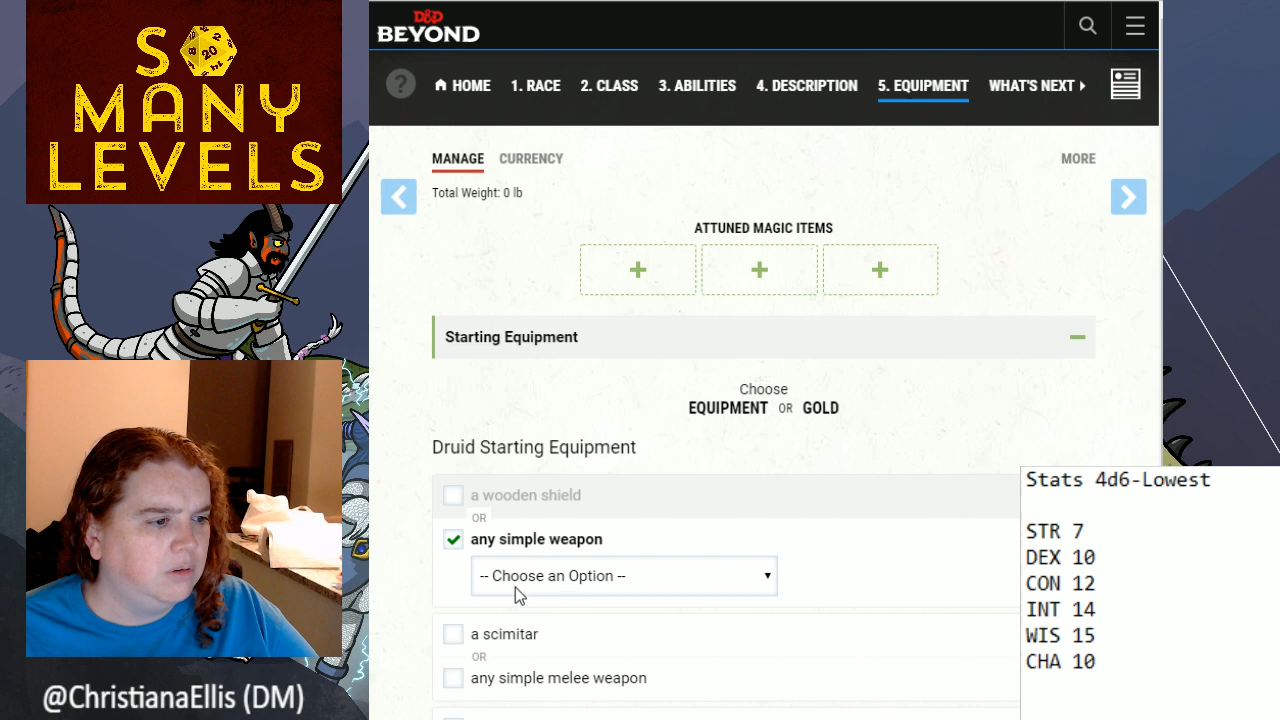 SO
MANY
LEVELS
20
@ChristianaEllis (DM)
D&D
BEYOND
?
HOME
1. RACE
2. CLASS
3. ABILITIES
4. DESCRIPTION
5. EQUIPMENT
WHAT'S NEXT
MANAGE
CURRENCY
MORE
Total Weight: 0 lb
ATTUNED MAGIC ITEMS
Starting Equipment
Choose
EQUIPMENT OR GOLD
Druid Starting Equipment
a wooden shield
OR
any simple weapon
-- Choose an Option --
a scimitar
OR
any simple melee weapon
Stats 4d6-Lowest
STR 7
DEX 10
CON 12
INT 14
WIS 15
CHA 10